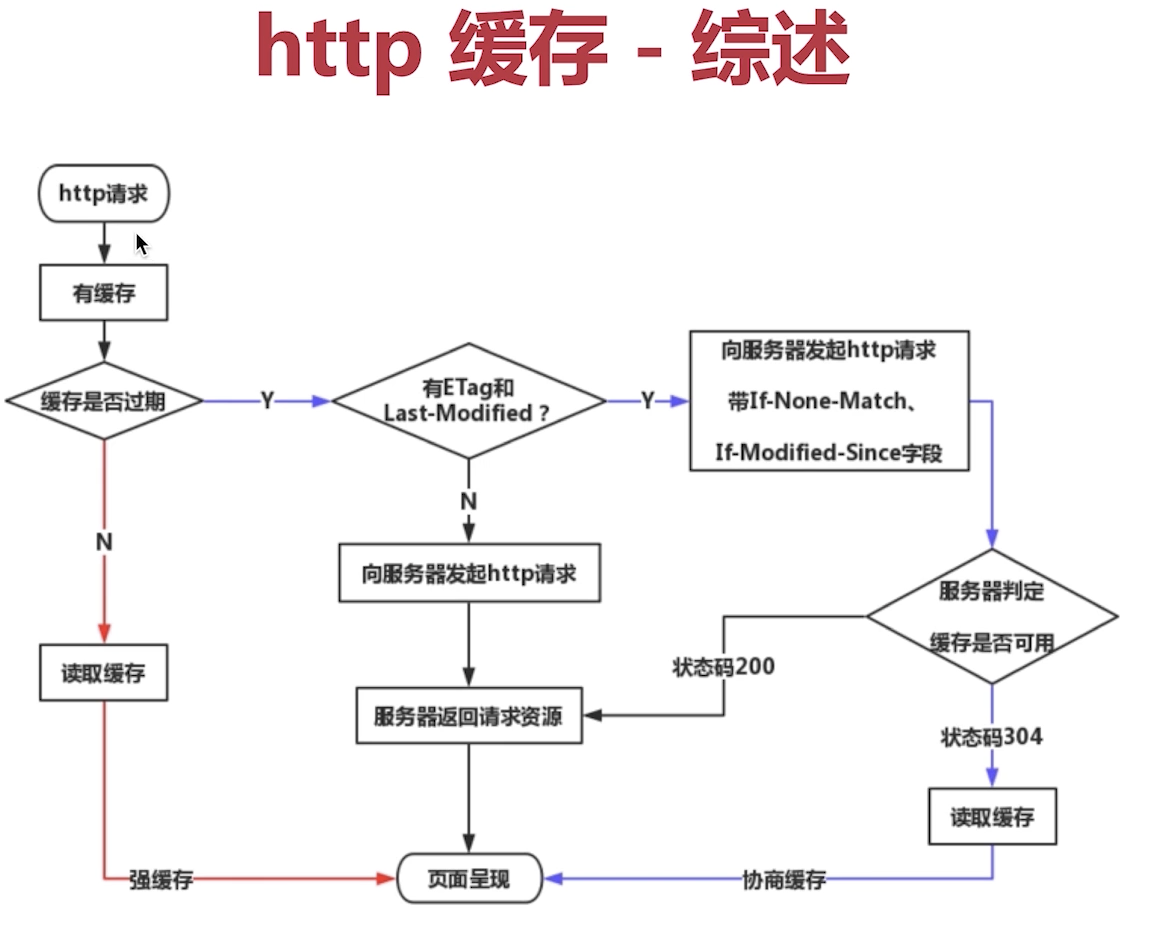 http 缓存 - 综述
http请求
有缓存
缓存是否过期
Y
有ETag和
Last-Modified ?
Y
向服务器发起http请求
带If-None-Match、
If-Modified-Since字段
N
N
向服务器发起http请求
服务器判定
缓存是否可用
读取缓存
状态码200
服务器返回请求资源
状态码304
读取缓存
强缓存
页面呈现
协商缓存